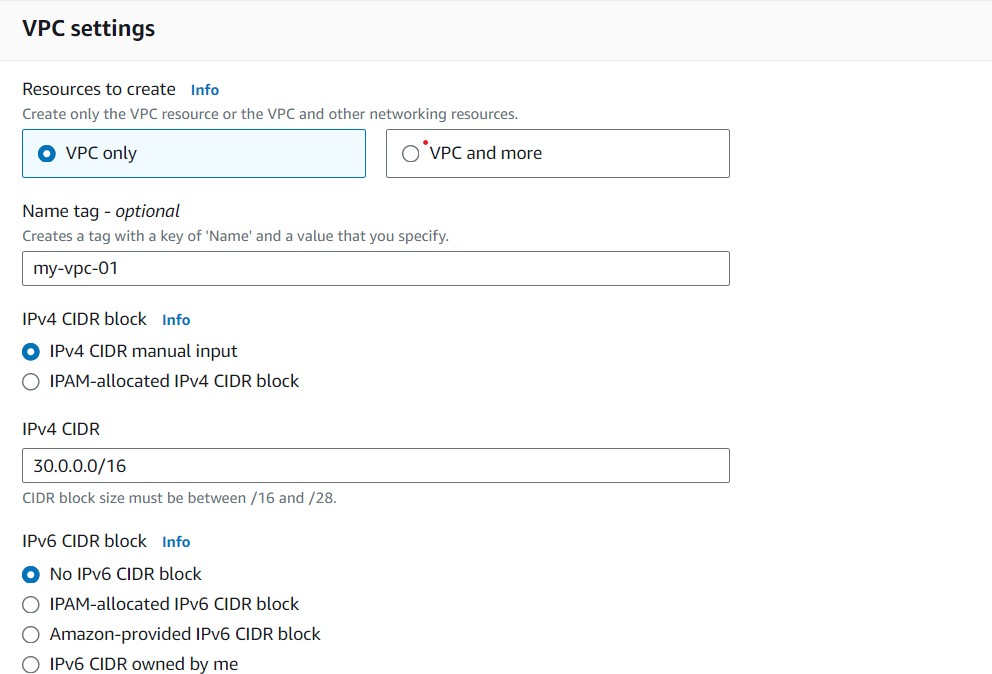 VPC settings
Resources to create Info
Create only the VPC resource or the VPC and other networking resources.
VPC only
VPC and more
Name tag - optional
Creates a tag with a key of 'Name' and a value that you specify.
my-vpc-01
IPv4 CIDR block Info
IPv4 CIDR manual input
IPAM-allocated IPv4 CIDR block
IPv4 CIDR
30.0.0.0/16
CIDR block size must be between /16 and /28.
IPv6 CIDR block Info
No IPv6 CIDR block
IPAM-allocated IPv6 CIDR block
Amazon-provided IPv6 CIDR block
IPv6 CIDR owned by me